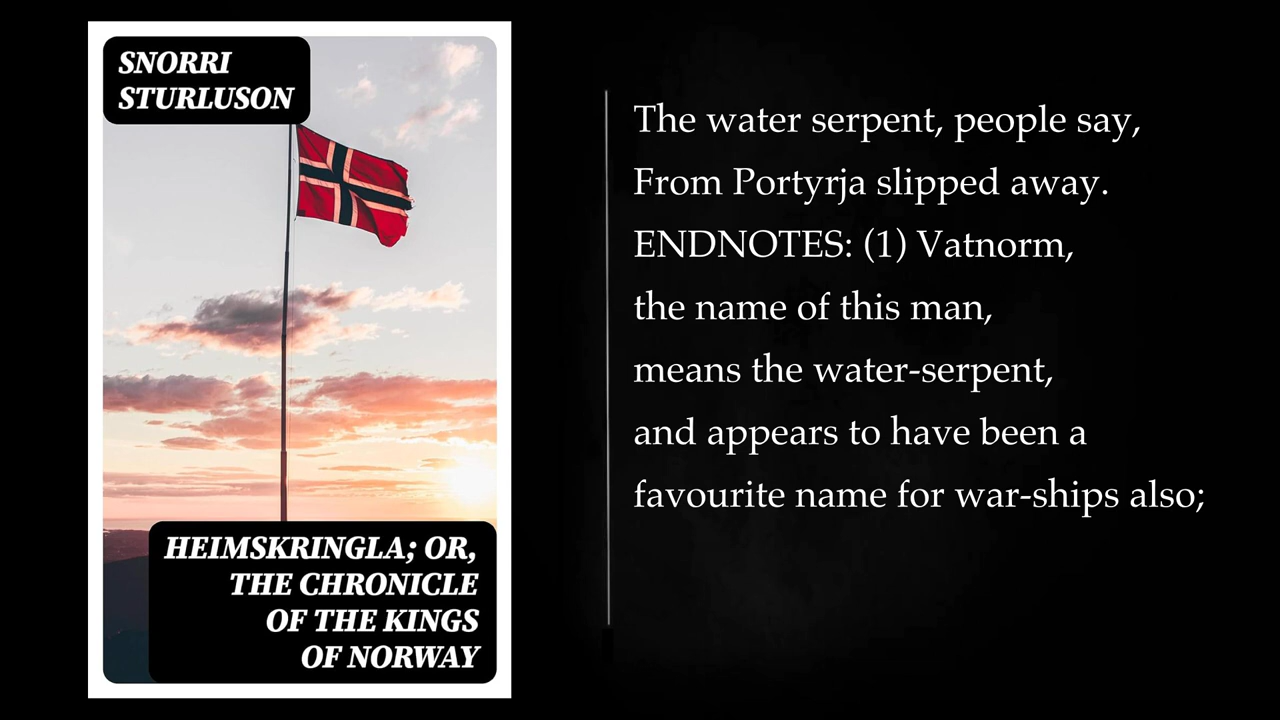 SNORRI
STURLUSON
HEIMSKRINGLA; OR,
THE CHRONICLE
OF THE KINGS
OF NORWAY
The water serpent, people say,
From Portyrja slipped away.
ENDNOTES: (1) Vatnorm,
the name of this man,
means the water-serpent,
and appears to have been a
favourite name for war-ships also;